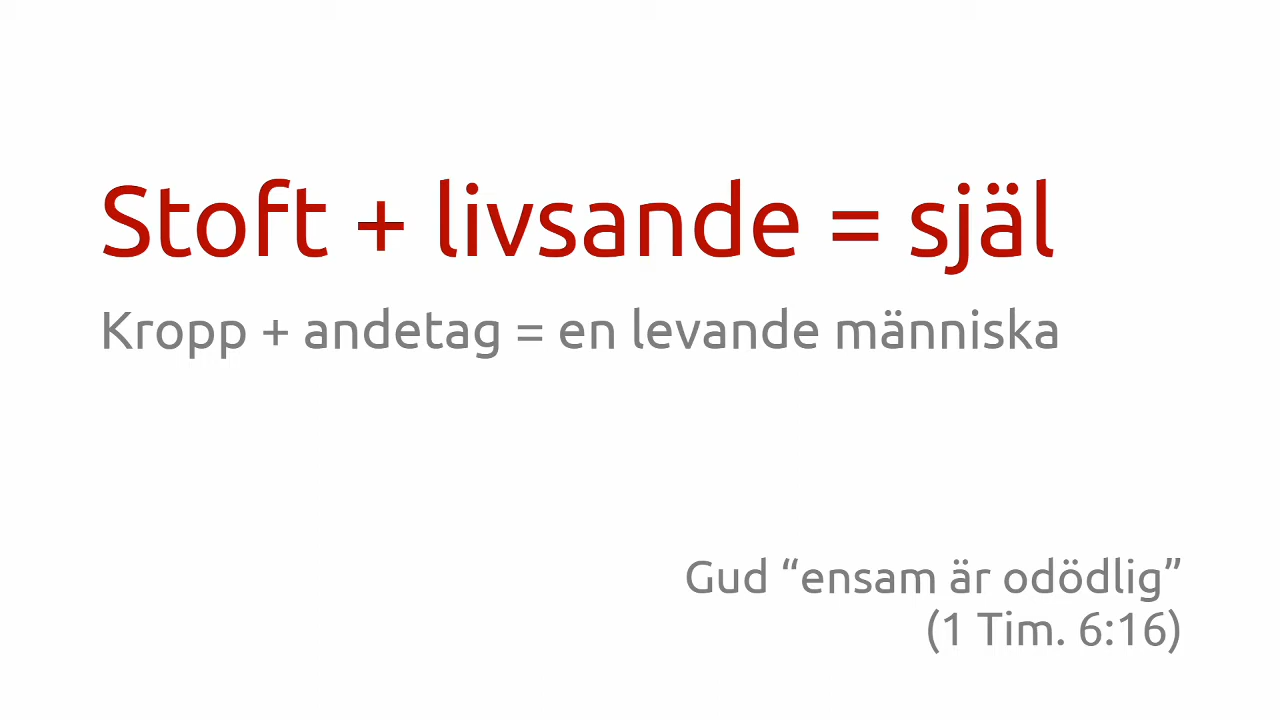 Stoft + livsande = själ
Kropp + andetag = en levande människa
Gud “ensam är odödlig”
(1 Tim. 6:16)